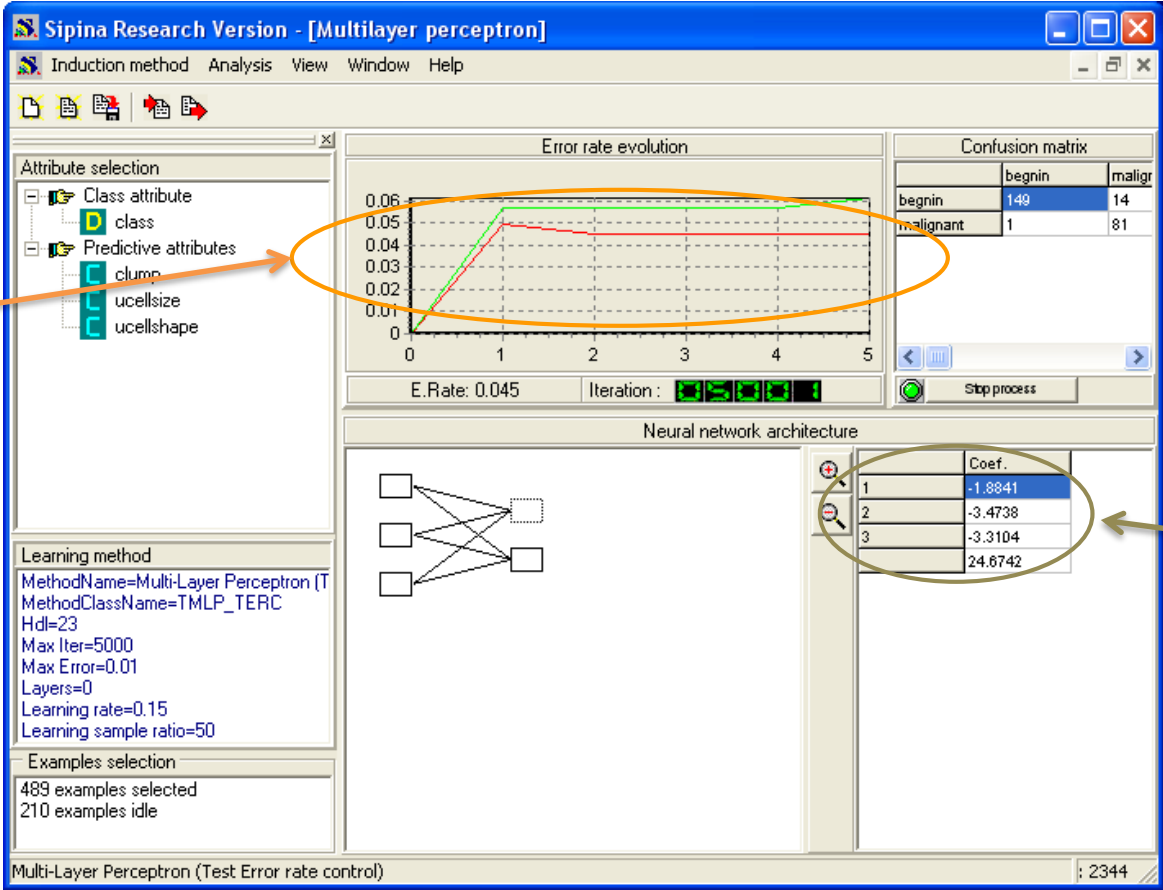 Sipina Research Version - [Multilayer perceptron]
Induction method Analysis View Window Help
Attribute selection
Class attribute
class
Predictive attributes
clump
ucellsize
ucellshape
Error rate evolution
0.06
0.05
0.04
0.03
0.02
0.01
0
0 1 2 3 4 5
E.Rate: 0.045 Iteration : 05001
Confusion matrix
begnin malignr
begnin 149 14
malignant 1 81
Stop process
Neural network architecture
Coef.
1 -1.8841
2 -3.4738
3 -3.3104
24.6742
Learning method
MethodName=Multi-Layer Perceptron (T
MethodClassName=TMLP_TERC
Hdl=23
Max Iter=5000
Max Error=0.01
Layers=0
Learning rate=0.15
Learning sample ratio=50
Examples selection
489 examples selected
210 examples idle
Multi-Layer Perceptron (Test Error rate control) : 2344